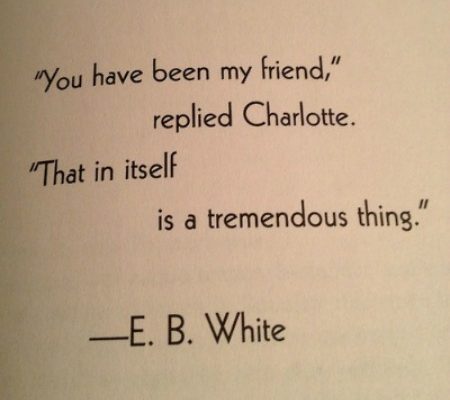 "You have been my friend,"
replied Charlotte.
"That in itself
is a tremendous thing."
—E. B. White